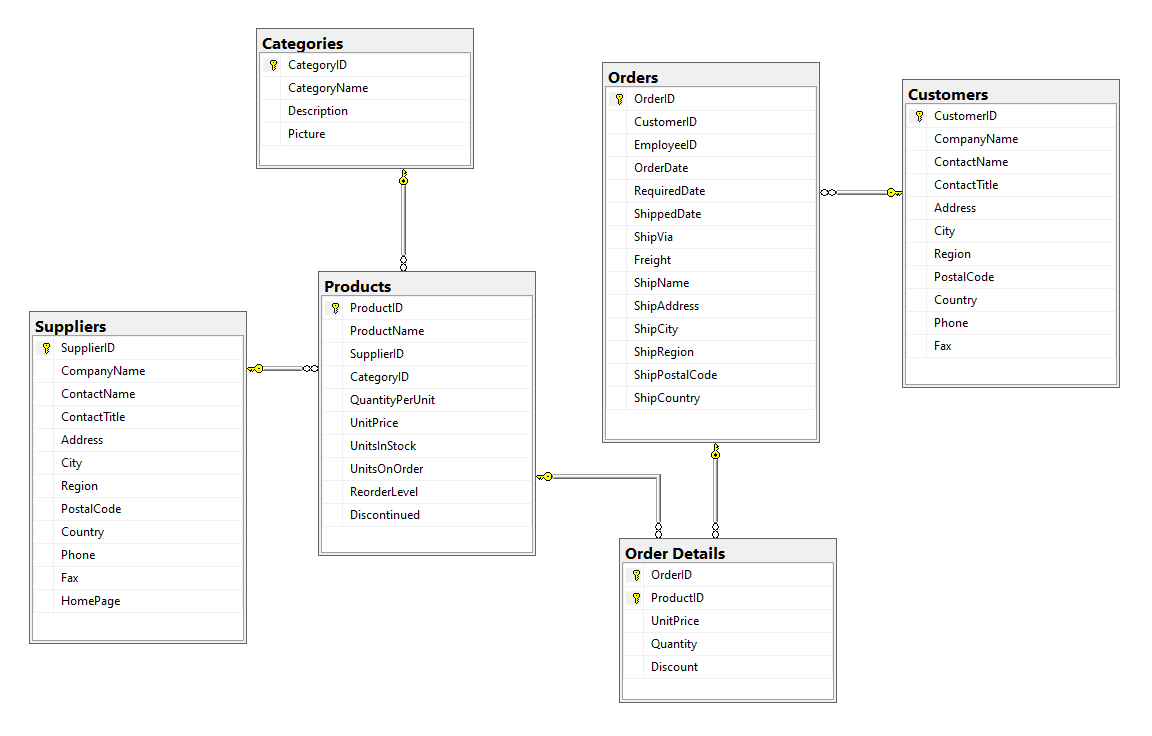 Categories
CategoryID
CategoryName
Description
Picture
Orders
OrderID
CustomerID
EmployeeID
OrderDate
RequiredDate
ShippedDate
ShipVia
Freight
ShipName
ShipAddress
ShipCity
ShipRegion
ShipPostalCode
ShipCountry
Customers
CustomerID
CompanyName
ContactName
ContactTitle
Address
City
Region
PostalCode
Country
Phone
Fax
Suppliers
SupplierID
CompanyName
ContactName
ContactTitle
Address
City
Region
PostalCode
Country
Phone
Fax
HomePage
Products
ProductID
ProductName
SupplierID
CategoryID
QuantityPerUnit
UnitPrice
UnitsInStock
UnitsOnOrder
ReorderLevel
Discontinued
Order Details
OrderID
ProductID
UnitPrice
Quantity
Discount